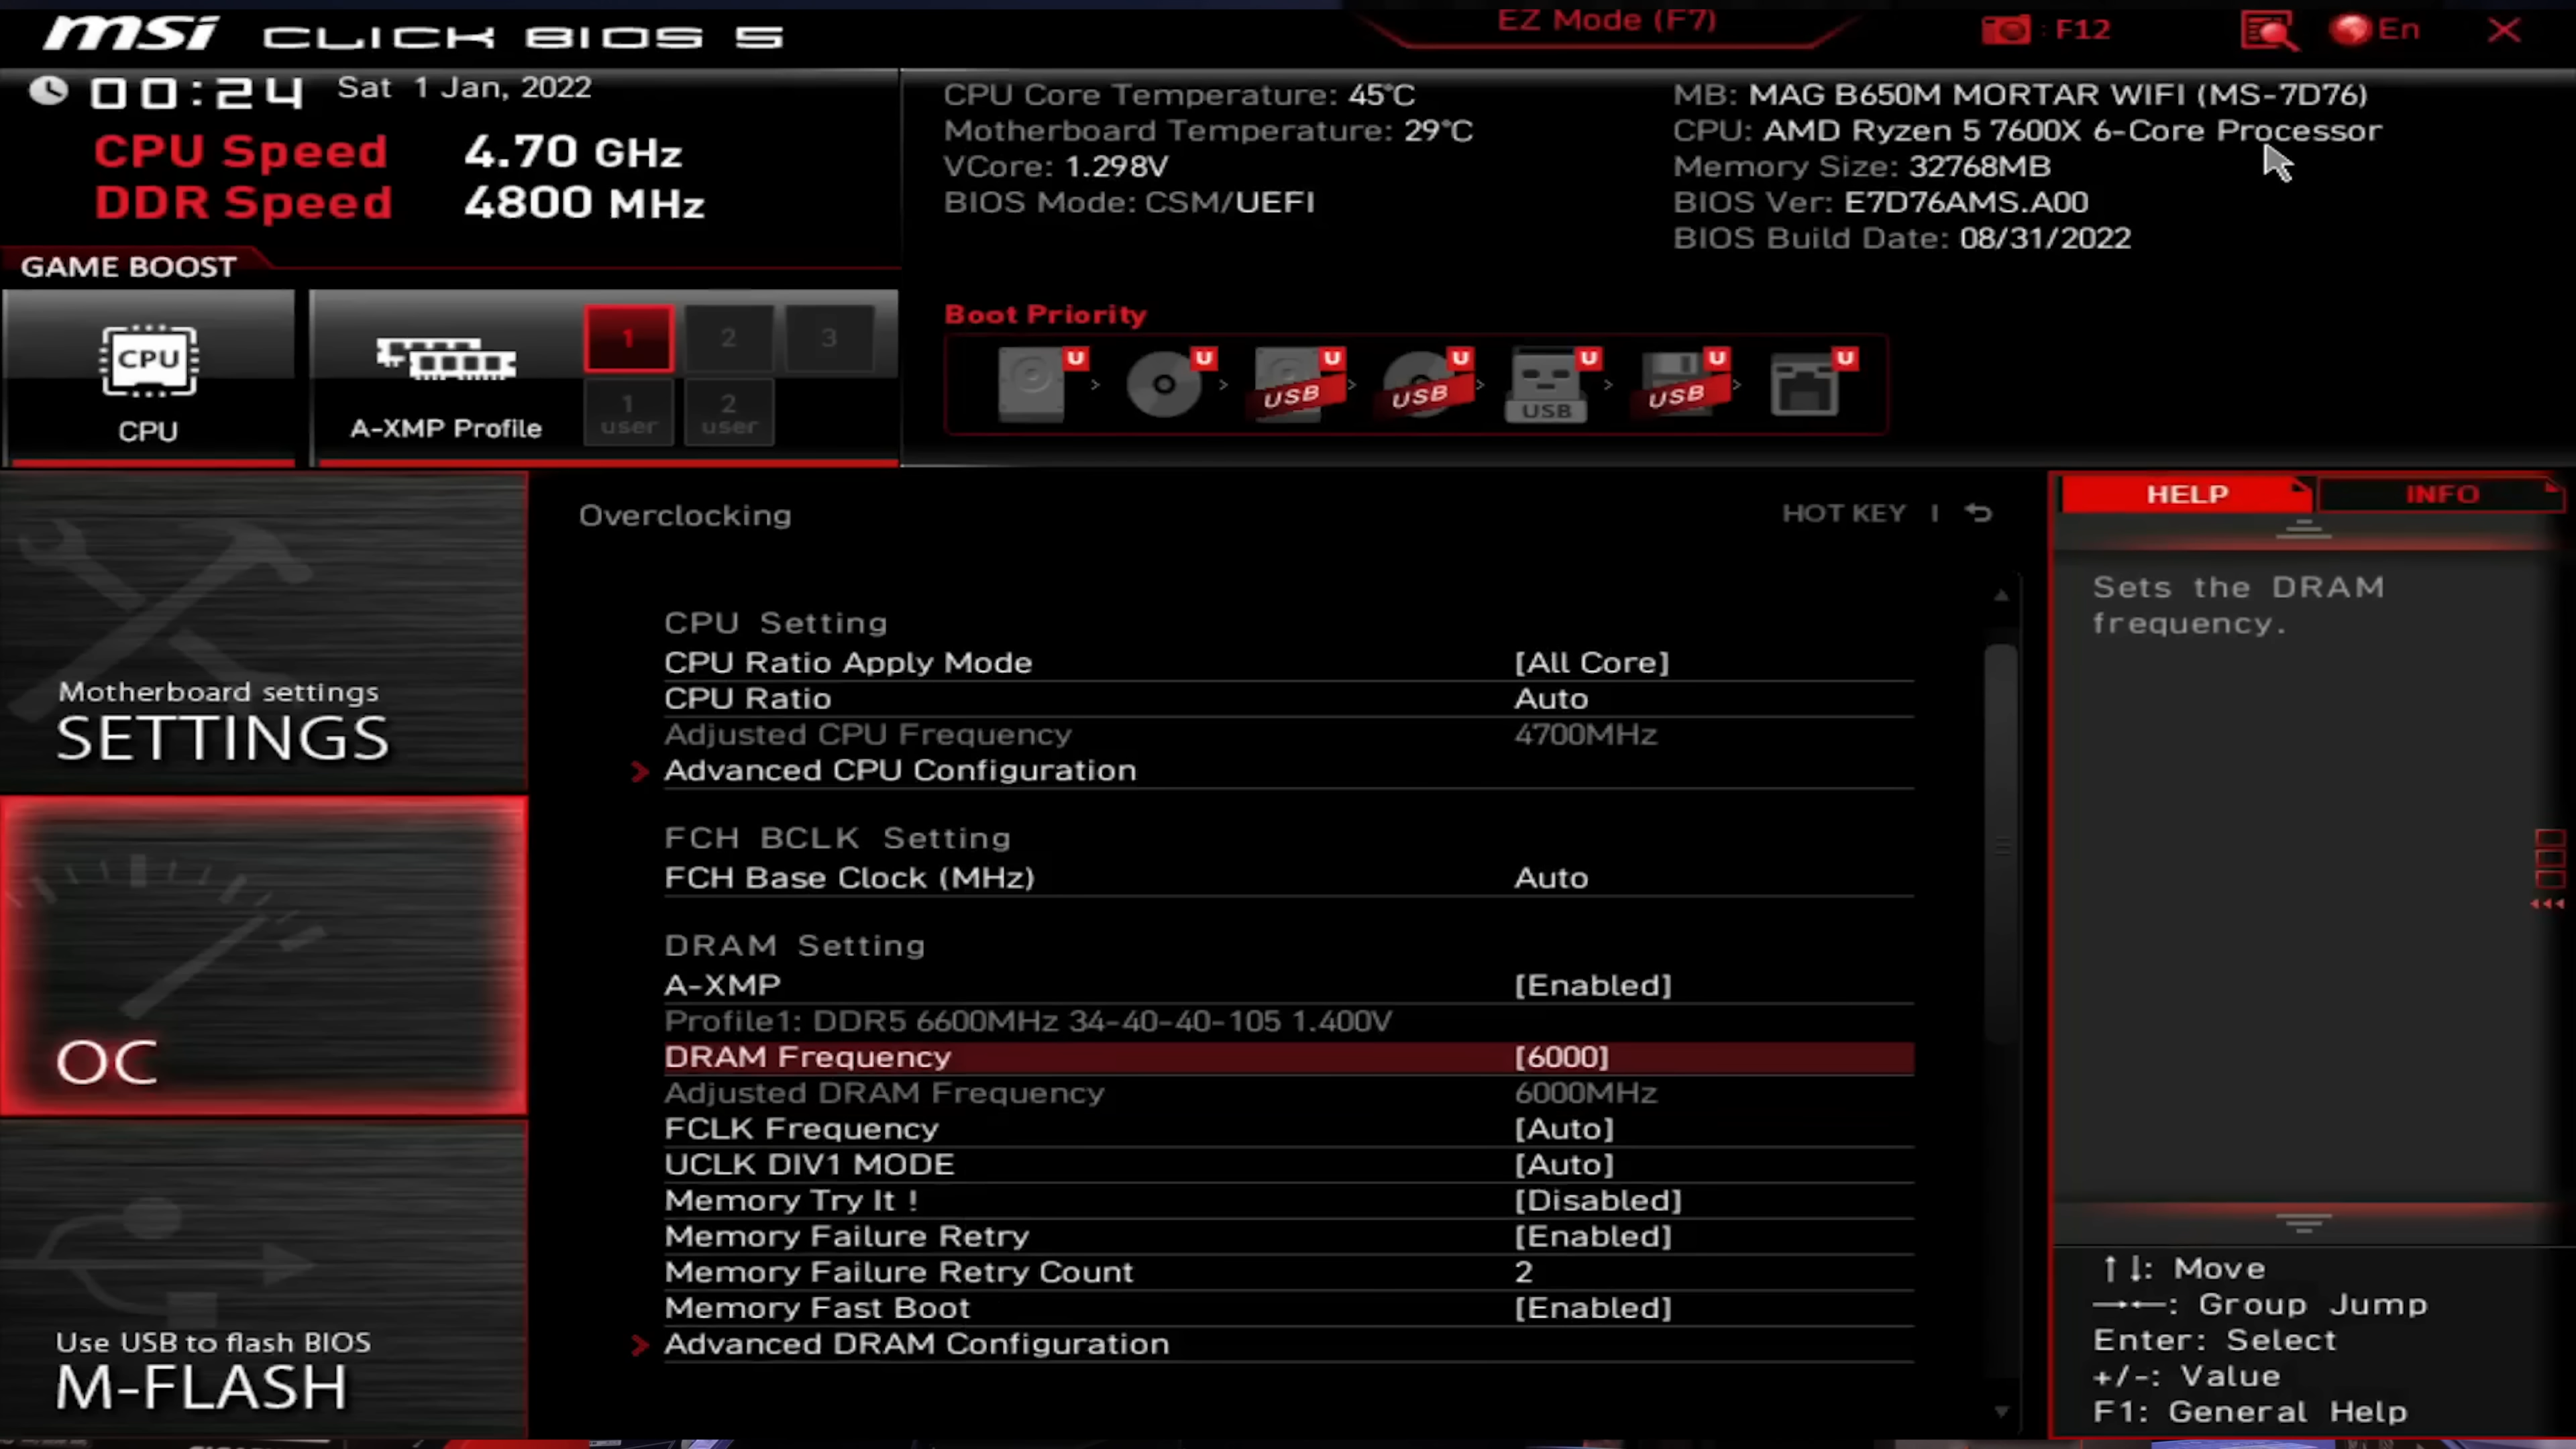 msi CLICK BIOS 5
EZ Mode (F7)
: F12
En
00:24 Sat 1 Jan, 2022
CPU Speed 4.70 GHz
DDR Speed 4800 MHz
CPU Core Temperature: 45°C
Motherboard Temperature: 29°C
VCore: 1.298V
BIOS Mode: CSM/UEFI
MB: MAG B650M MORTAR WIFI (MS-7D76)
CPU: AMD Ryzen 5 7600X 6-Core Processor
Memory Size: 32768MB
BIOS Ver: E7D76AMS.A00
BIOS Build Date: 08/31/2022
GAME BOOST
CPU
CPU
A-XMP Profile
1 2 3
1 user
2 user
Boot Priority
U U U U U U U
USB USB USB USB
Motherboard settings
SETTINGS
OC
Use USB to flash BIOS
M-FLASH
Overclocking
HOT KEY |
CPU Setting
CPU Ratio Apply Mode [All Core]
CPU Ratio Auto
Adjusted CPU Frequency 4700MHz
> Advanced CPU Configuration
FCH BCLK Setting
FCH Base Clock (MHz) Auto
DRAM Setting
A-XMP [Enabled]
Profile1: DDR5 6600MHz 34-40-40-105 1.400V
DRAM Frequency [6000]
Adjusted DRAM Frequency 6000MHz
FCLK Frequency [Auto]
UCLK DIV1 MODE [Auto]
Memory Try It ! [Disabled]
Memory Failure Retry [Enabled]
Memory Failure Retry Count 2
Memory Fast Boot [Enabled]
> Advanced DRAM Configuration
HELP
INFO
Sets the DRAM
frequency.
↑↓: Move
→←: Group Jump
Enter: Select
+/-: Value
F1: General Help